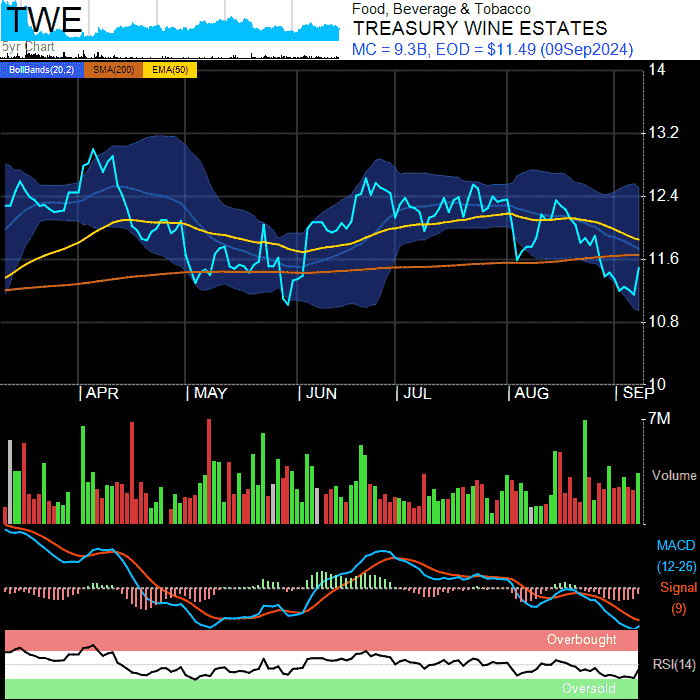 TWE
5yr Chart
Food, Beverage & Tobacco
TREASURY WINE ESTATES
MC = 9.3B, EOD = $11.49 (09Sep2024)
BollBands(20,2) SMA(200) EMA(50)
14
13.2
12.4
11.6
10.8
10
| APR | MAY | JUN | JUL | AUG | SEP
7M
Volume
MACD
(12-26)
Signal
(9)
Overbought
RSI(14)
Oversold